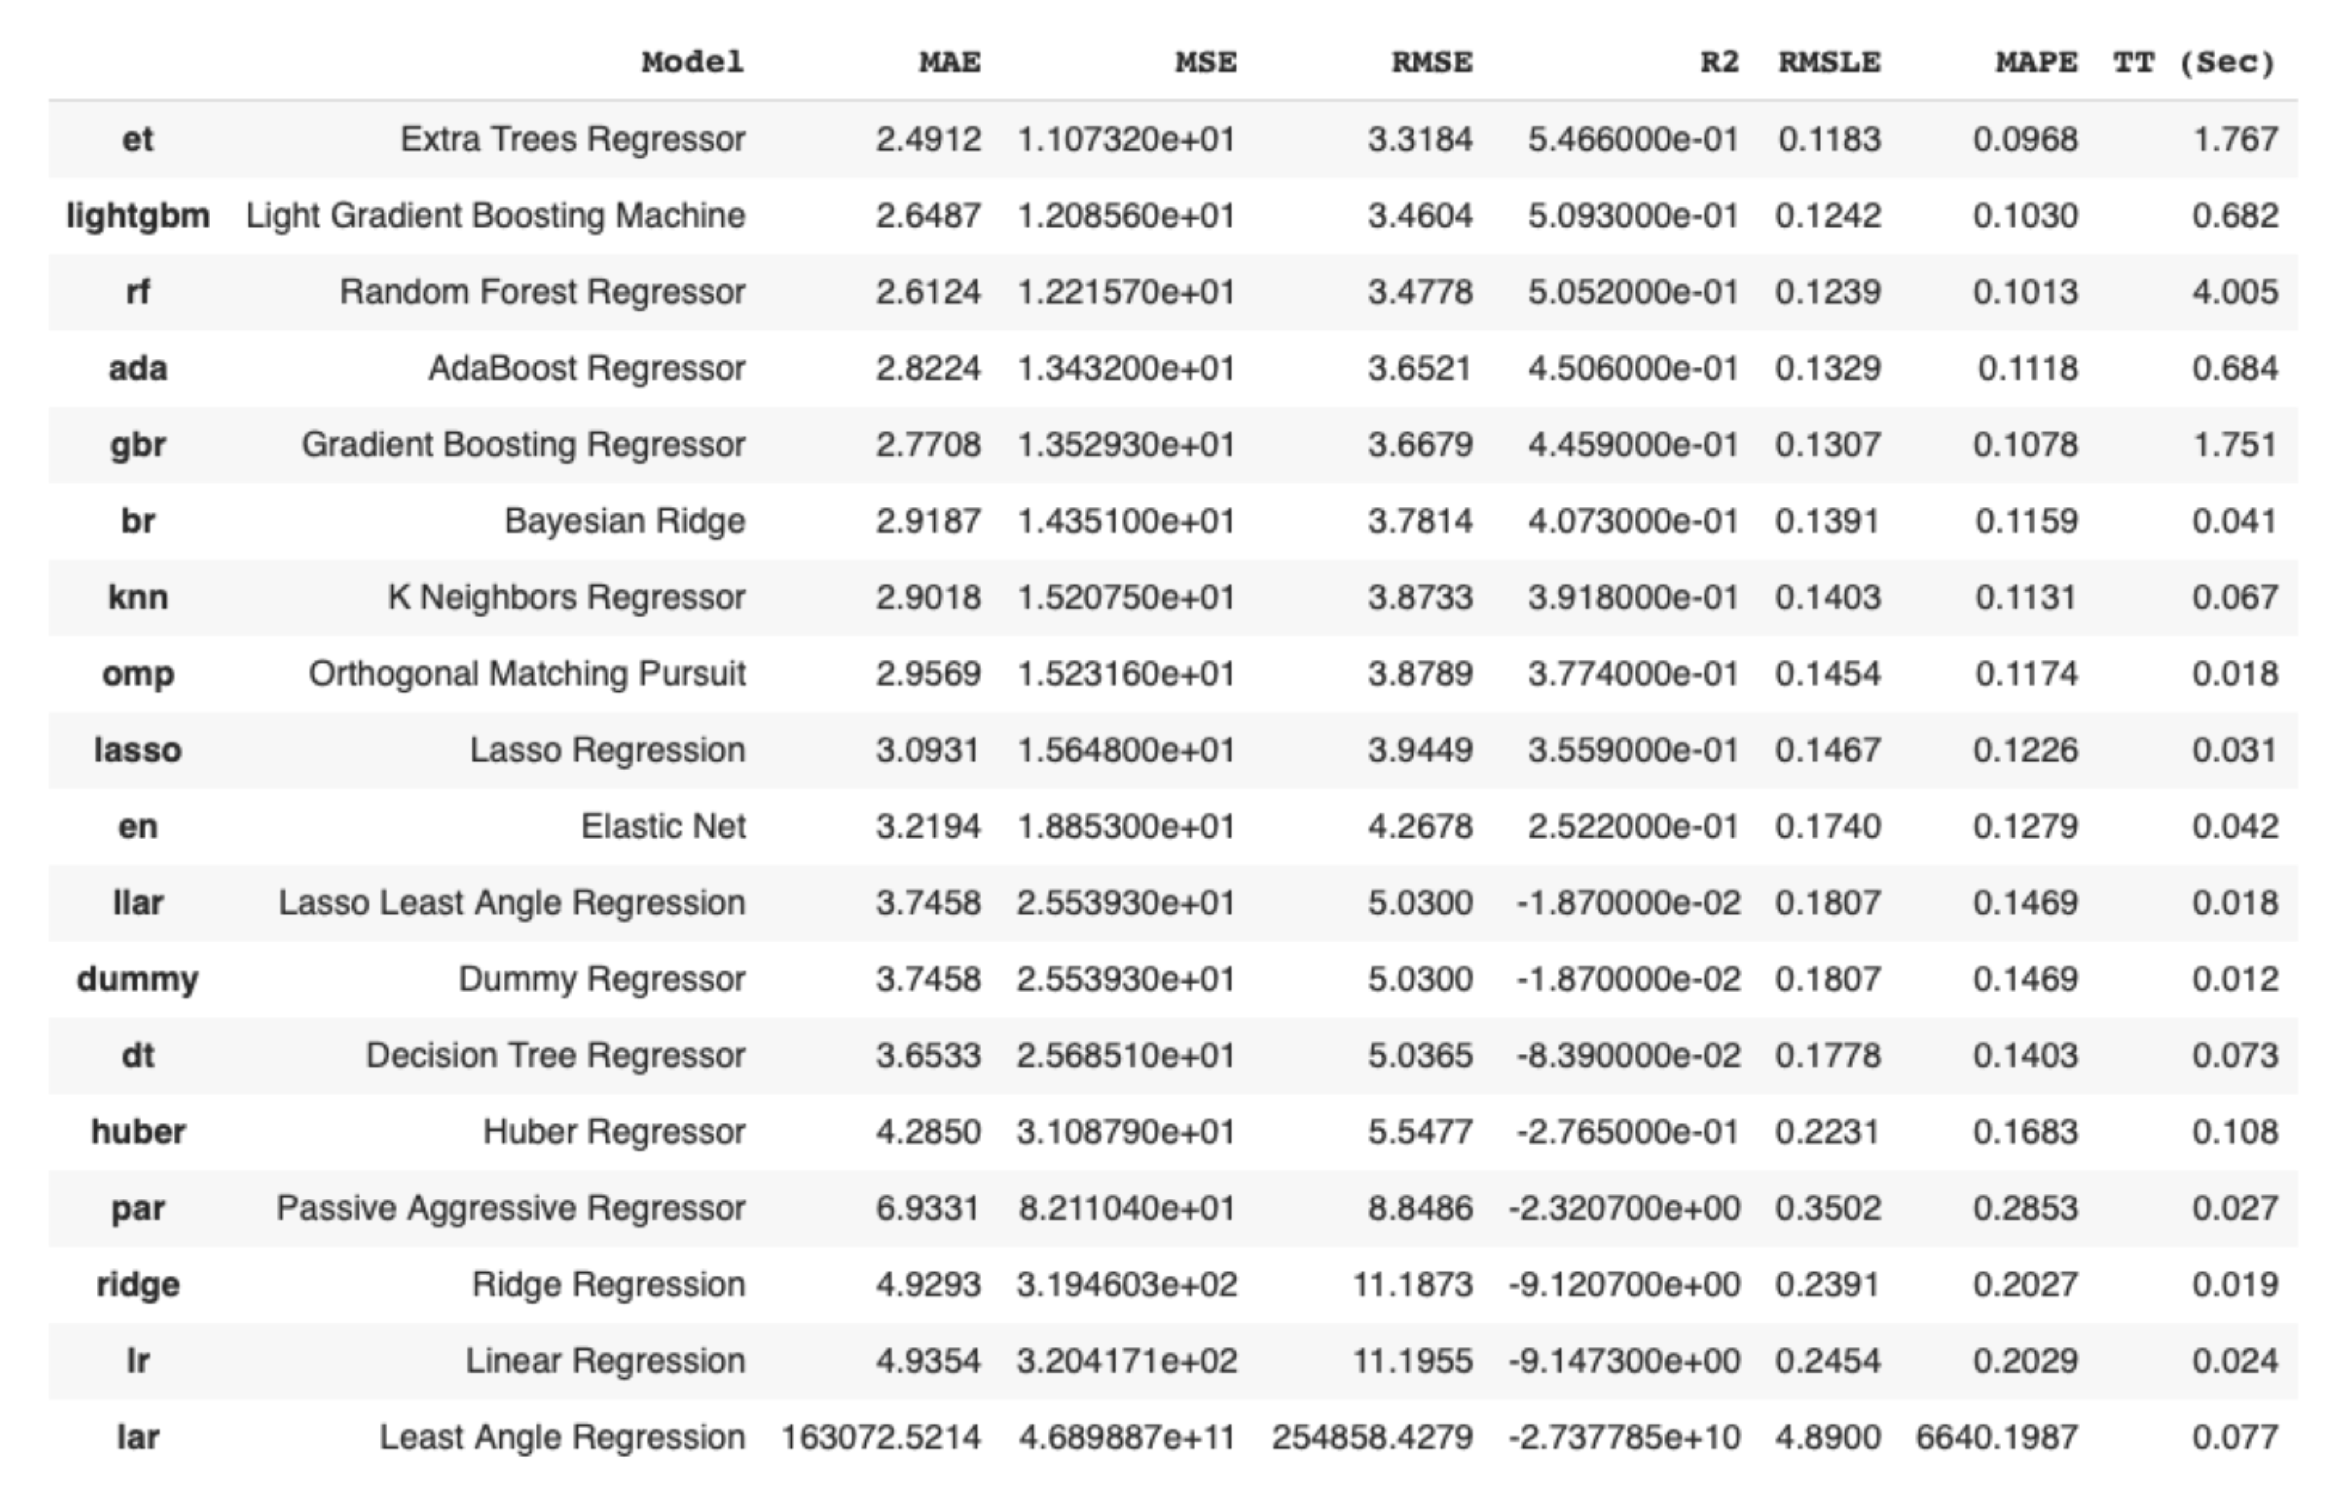 Model MAE MSE RMSE R2 RMSLE MAPE TT (Sec)
et Extra Trees Regressor 2.4912 1.107320e+01 3.3184 5.466000e-01 0.1183 0.0968 1.767
lightgbm Light Gradient Boosting Machine 2.6487 1.208560e+01 3.4604 5.093000e-01 0.1242 0.1030 0.682
rf Random Forest Regressor 2.6124 1.221570e+01 3.4778 5.052000e-01 0.1239 0.1013 4.005
ada AdaBoost Regressor 2.8224 1.343200e+01 3.6521 4.506000e-01 0.1329 0.1118 0.684
gbr Gradient Boosting Regressor 2.7708 1.352930e+01 3.6679 4.459000e-01 0.1307 0.1078 1.751
br Bayesian Ridge 2.9187 1.435100e+01 3.7814 4.073000e-01 0.1391 0.1159 0.041
knn K Neighbors Regressor 2.9018 1.520750e+01 3.8733 3.918000e-01 0.1403 0.1131 0.067
omp Orthogonal Matching Pursuit 2.9569 1.523160e+01 3.8789 3.774000e-01 0.1454 0.1174 0.018
lasso Lasso Regression 3.0931 1.564800e+01 3.9449 3.559000e-01 0.1467 0.1226 0.031
en Elastic Net 3.2194 1.885300e+01 4.2678 2.522000e-01 0.1740 0.1279 0.042
llar Lasso Least Angle Regression 3.7458 2.553930e+01 5.0300 -1.870000e-02 0.1807 0.1469 0.018
dummy Dummy Regressor 3.7458 2.553930e+01 5.0300 -1.870000e-02 0.1807 0.1469 0.012
dt Decision Tree Regressor 3.6533 2.568510e+01 5.0365 -8.390000e-02 0.1778 0.1403 0.073
huber Huber Regressor 4.2850 3.108790e+01 5.5477 -2.765000e-01 0.2231 0.1683 0.108
par Passive Aggressive Regressor 6.9331 8.211040e+01 8.8486 -2.320700e+00 0.3502 0.2853 0.027
ridge Ridge Regression 4.9293 3.194603e+02 11.1873 -9.120700e+00 0.2391 0.2027 0.019
lr Linear Regression 4.9354 3.204171e+02 11.1955 -9.147300e+00 0.2454 0.2029 0.024
lar Least Angle Regression 163072.5214 4.689887e+11 254858.4279 -2.737785e+10 4.8900 6640.1987 0.077